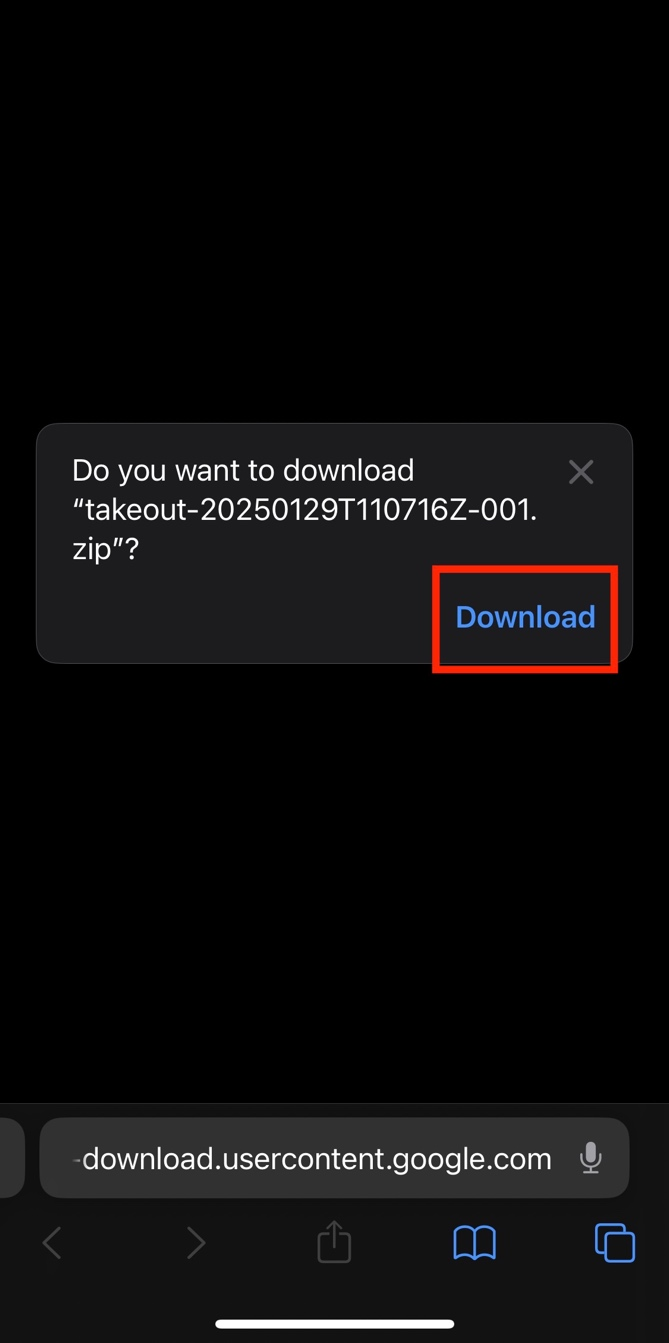 Do you want to download
“takeout-20250129T110716Z-001.
zip”?
Download
-download.usercontent.google.com